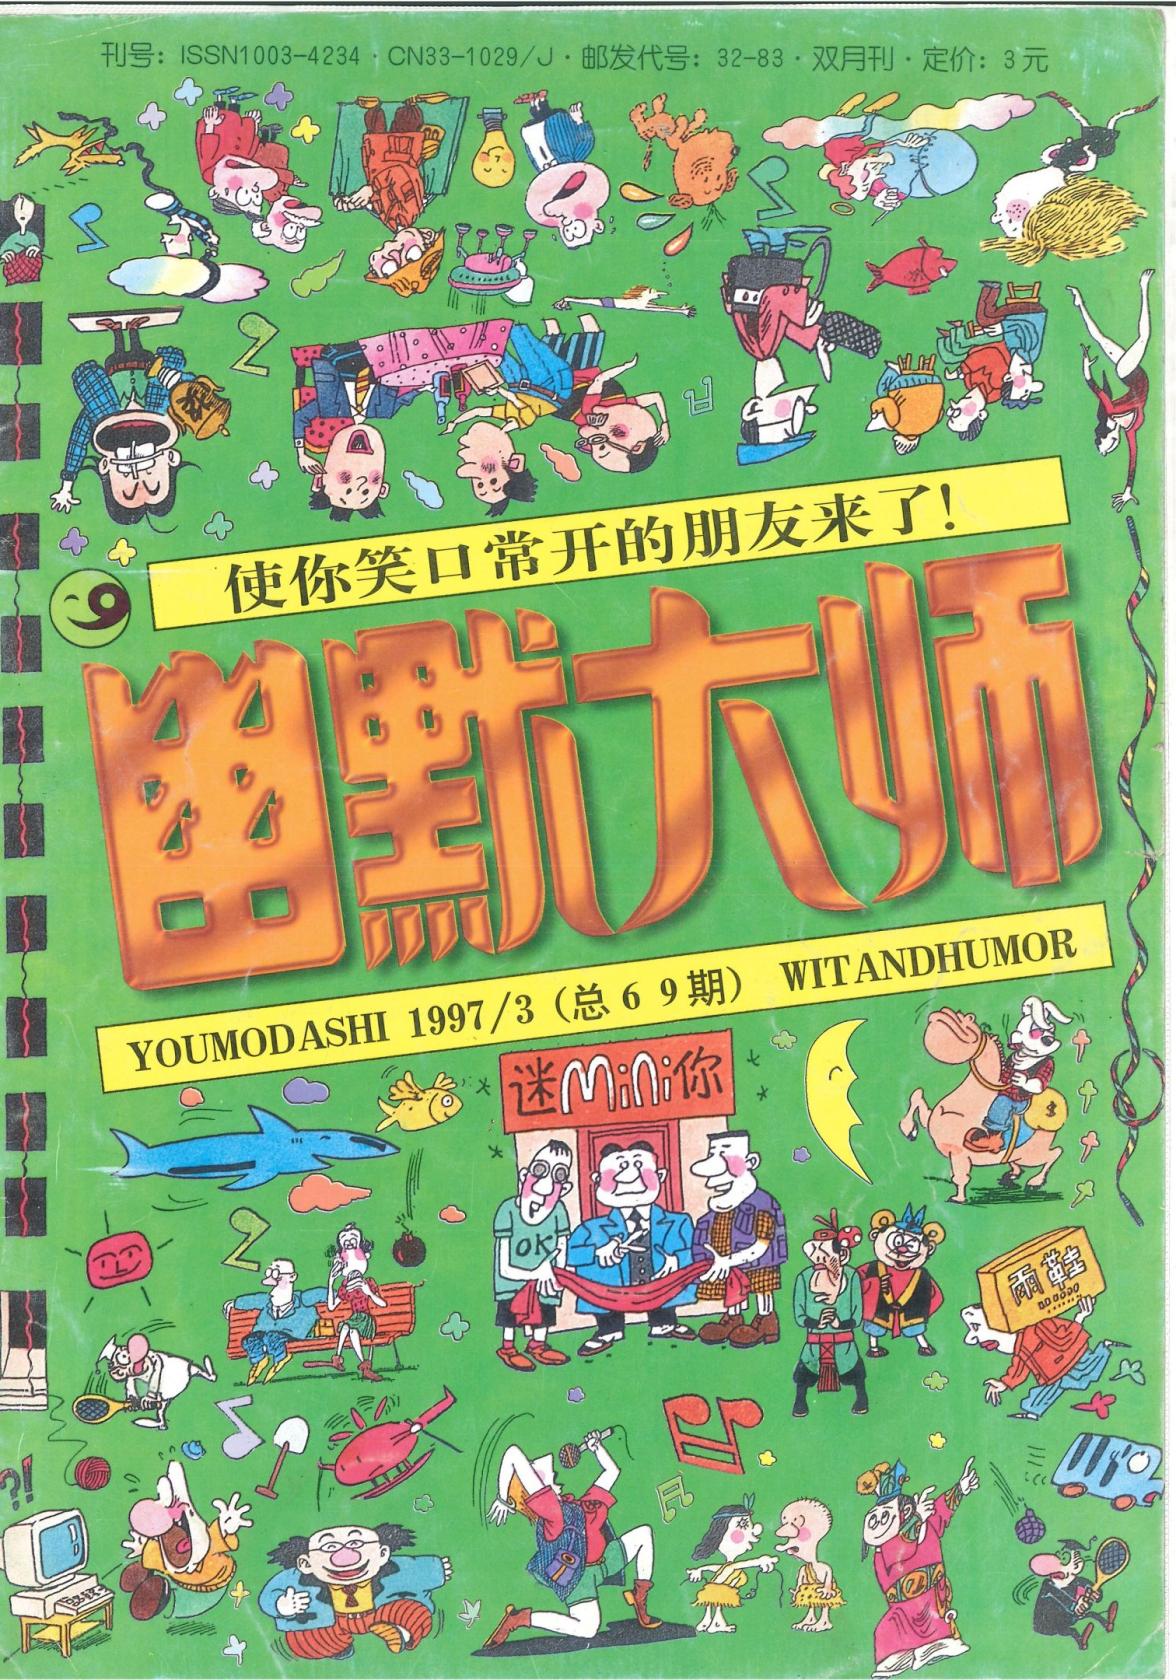 刊号：ISSN1003-4234·CN33-1029/J·邮发代号：32-83·双月刊·定价：3元
使你笑口常开的朋友来了！
幽默大师
YOUMODASHI 1997/3（总69期） WITANDHUMOR
迷MiNi你
OK
雨鞋
$
?!